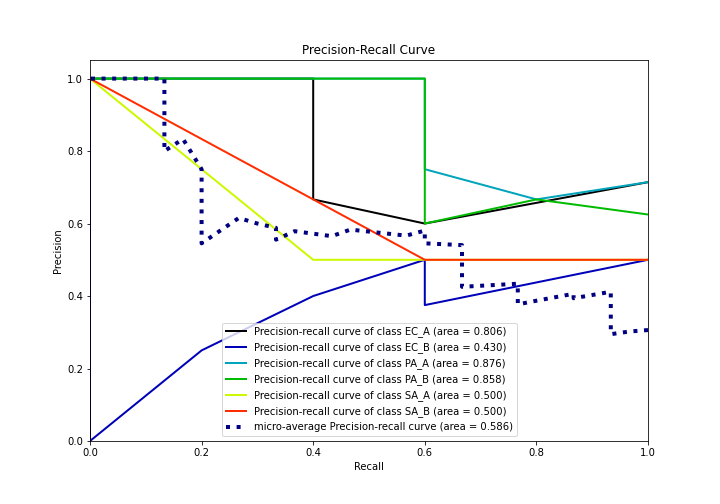 Precision-Recall Curve
1.0
0.8
0.6
0.4
0.2
0.0
Precision
Precision-recall curve of class EC_A (area = 0.806)
Precision-recall curve of class EC_B (area = 0.430)
Precision-recall curve of class PA_A (area = 0.876)
Precision-recall curve of class PA_B (area = 0.858)
Precision-recall curve of class SA_A (area = 0.500)
Precision-recall curve of class SA_B (area = 0.500)
micro-average Precision-recall curve (area = 0.586)
0.0 0.2 0.4 0.6 0.8 1.0
Recall